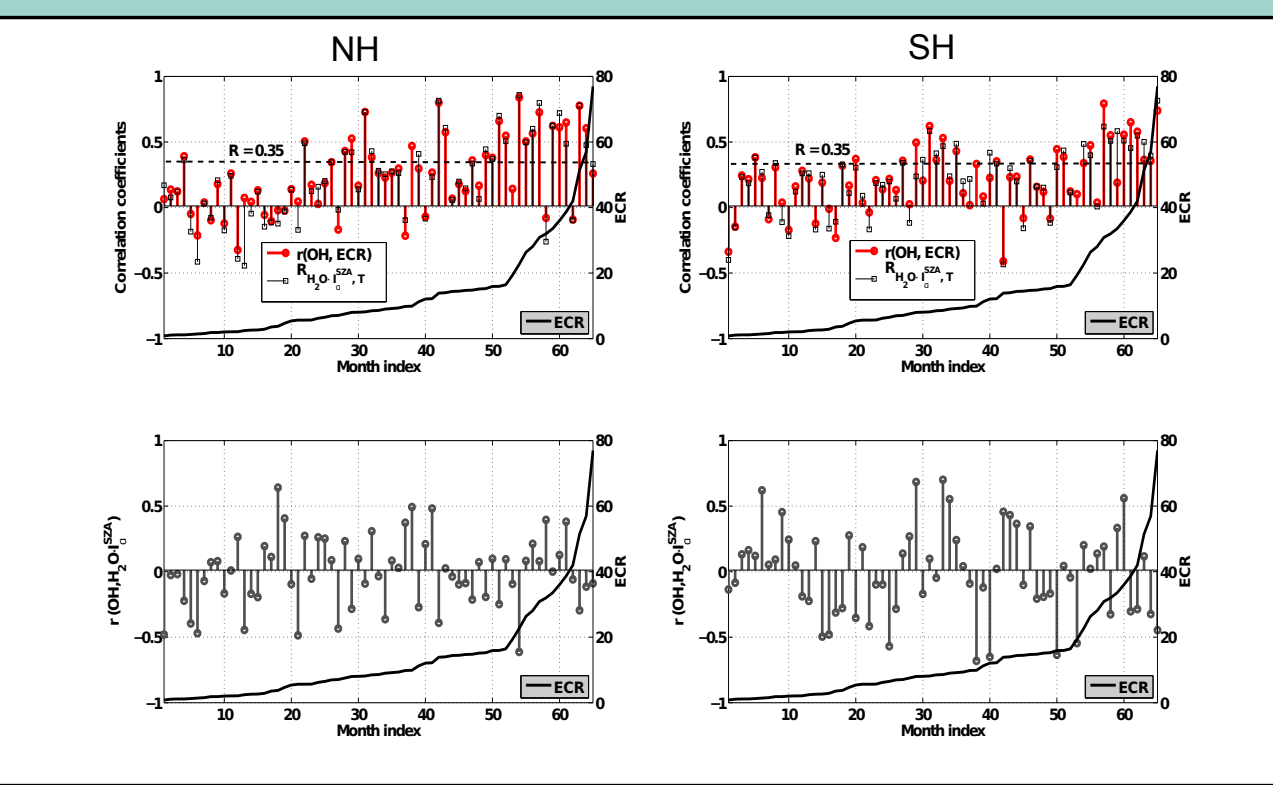 NH
SH
1
0.5
0
−0.5
−1
Correlation coefficients
R = 0.35
r(OH, ECR)
R H2O· IαSZA, T
ECR
80
60
40
20
0
ECR
10 20 30 40 50 60
Month index
1
0.5
0
−0.5
−1
Correlation coefficients
R = 0.35
r(OH, ECR)
R H2O· IαSZA, T
ECR
80
60
40
20
0
ECR
10 20 30 40 50 60
Month index
1
0.5
0
−0.5
−1
r (OH,H2O·IαSZA)
ECR
80
60
40
20
0
ECR
10 20 30 40 50 60
Month index
1
0.5
0
−0.5
−1
r (OH,H2O·IαSZA)
ECR
80
60
40
20
0
ECR
10 20 30 40 50 60
Month index